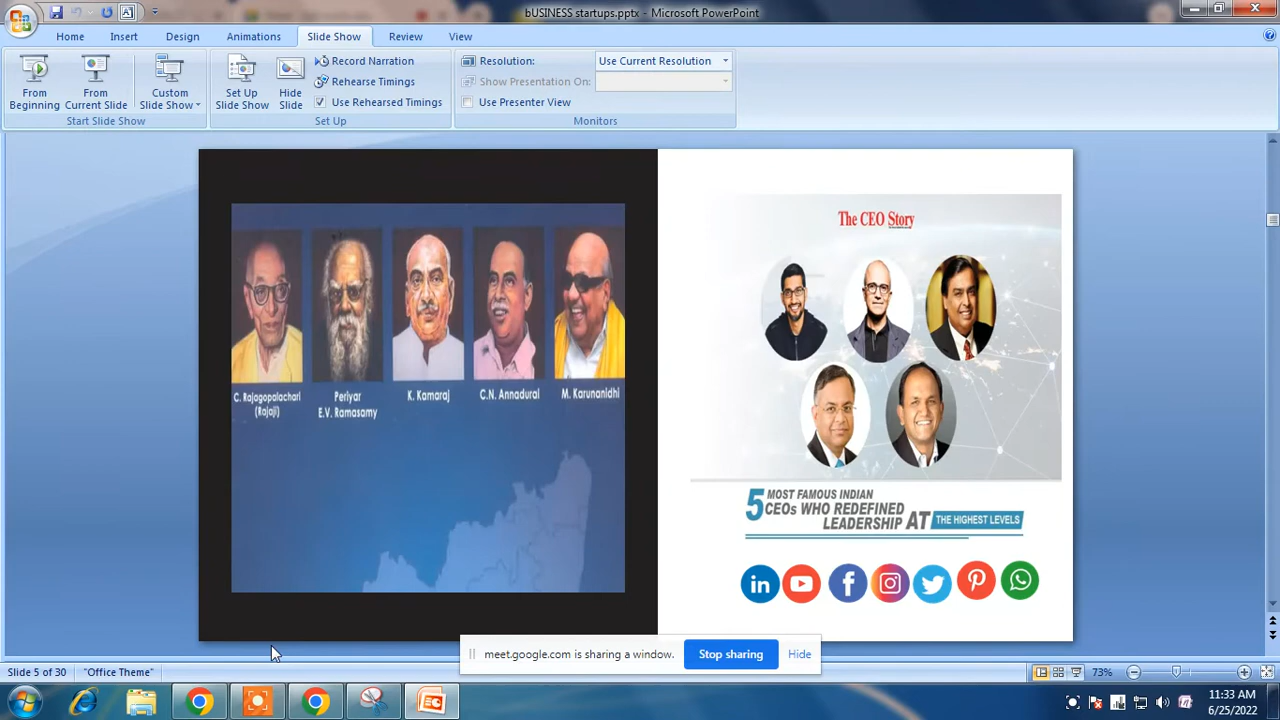 bUSINESS startups.pptx - Microsoft PowerPoint
Home Insert Design Animations Slide Show Review View
From Beginning
From Current Slide
Custom Slide Show
Start Slide Show
Set Up Slide Show
Hide Slide
Record Narration
Rehearse Timings
Use Rehearsed Timings
Set Up
Resolution: Use Current Resolution
Show Presentation On:
Use Presenter View
Monitors
C. Rajagopalachari
(Rajaji)
Periyar
E.V. Ramasamy
K. Kamaraj
C.N. Annadural
M. Karunanidhi
The CEO Story
5 MOST FAMOUS INDIAN
CEOs WHO REDEFINED
LEADERSHIP AT THE HIGHEST LEVELS
meet.google.com is sharing a window. Stop sharing Hide
Slide 5 of 30 "Office Theme" 73%
11:33 AM
6/25/2022